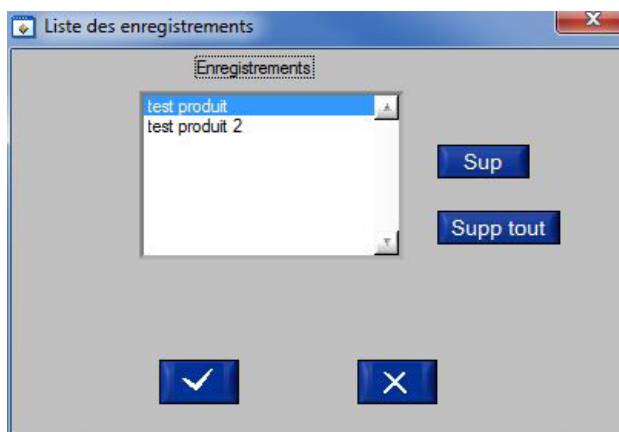 Liste des enregistrements
Enregistrements
test produit
test produit 2
Sup
Supp tout